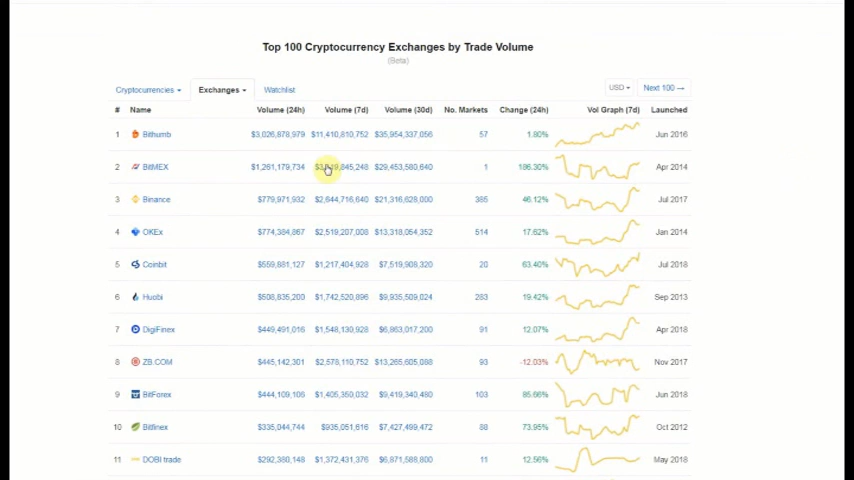 Top 100 Cryptocurrency Exchanges by Trade Volume
(Beta)
Cryptocurrencies Exchanges Watchlist USD Next 100 →
# Name Volume (24h) Volume (7d) Volume (30d) No. Markets Change (24h) Vol Graph (7d) Launched
1 Bithumb $3,026,878,979 $11,410,810,752 $35,954,337,056 57 1.80% Jun 2016
2 BitMEX $1,261,179,734 $29,453,580,640 1 186.30% Apr 2014
3 Binance $779,971,932 $2,644,716,640 $21,316,628,000 385 46.12% Jul 2017
4 OKEx $774,384,867 $2,519,207,008 $13,318,054,352 514 17.62% Jan 2014
5 Coinbit $559,881,127 $1,217,404,928 $7,519,908,320 20 63.40% Jul 2018
6 Huobi $508,835,200 $1,742,520,896 $9,935,509,024 283 19.42% Sep 2013
7 DigiFinex $449,491,016 $1,548,130,928 $6,863,017,200 91 12.07% Apr 2018
8 ZB.COM $445,142,301 $2,578,110,752 $13,265,605,088 93 -12.03% Nov 2017
9 BitForex $444,109,106 $1,405,350,032 $9,419,340,480 103 85.66% Jun 2018
10 Bitfinex $335,044,744 $935,051,616 $7,427,499,472 88 73.95% Oct 2012
11 DOBI trade $292,380,148 $1,372,431,376 $6,871,588,800 11 12.56% May 2018